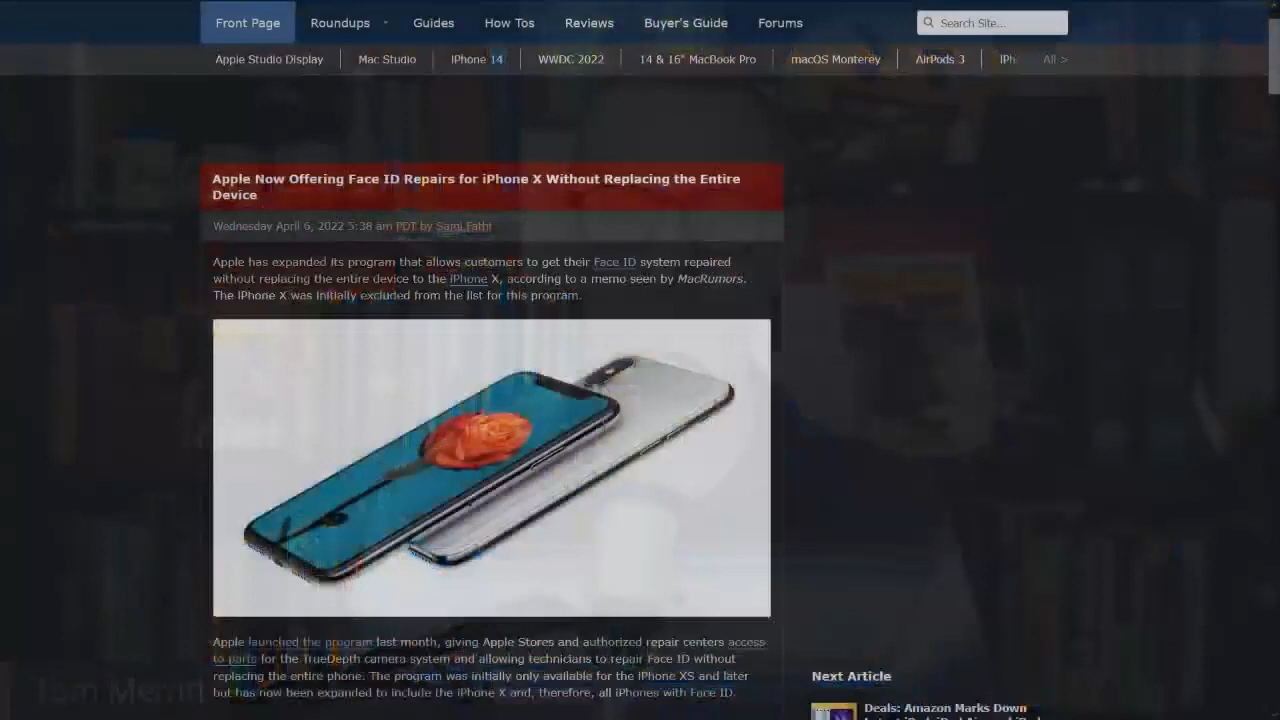 Front Page Roundups Guides How Tos Reviews Buyer's Guide Forums Search Site...
Apple Studio Display Mac Studio iPhone 14 WWDC 2022 14 & 16" MacBook Pro macOS Monterey AirPods 3 iPh All >
Apple Now Offering Face ID Repairs for iPhone X Without Replacing the Entire
Device
Wednesday April 6, 2022 5:38 am PDT by Sami Fathi
Apple has expanded its program that allows customers to get their Face ID system repaired
without replacing the entire device to the iPhone X, according to a memo seen by MacRumors.
The iPhone X was initially excluded from the list for this program.
Apple launched the program last month, giving Apple Stores and authorized repair centers access
to parts for the TrueDepth camera system and allowing technicians to repair Face ID without
replacing the entire phone. The program was initially only available for the iPhone XS and later
but has now been expanded to include the iPhone X and, therefore, all iPhones with Face ID.
Tom Merritt
Next Article
Deals: Amazon Marks Down